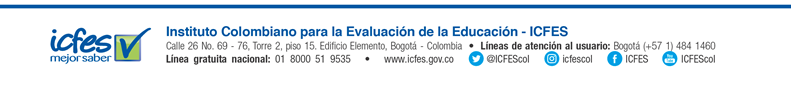 icfes
mejor saber
Instituto Colombiano para la Evaluación de la Educación - ICFES
Calle 26 No. 69 - 76, Torre 2, piso 15. Edificio Elemento, Bogotá - Colombia • Líneas de atención al usuario: Bogotá (+57 1) 484 1460
Línea gratuita nacional: 01 8000 51 9535 • www.icfes.gov.co @ICFEScol icfescol ICFES ICFEScol